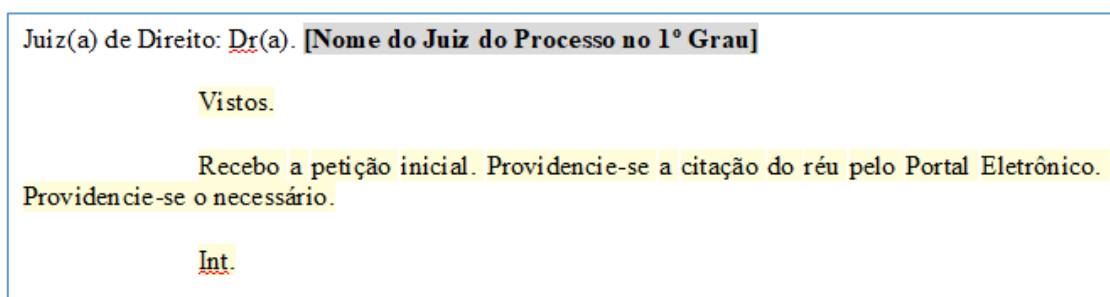 Juiz(a) de Direito: Dr(a). [Nome do Juiz do Processo no 1º Grau]
Vistos.
Recebo a petição inicial. Providencie-se a citação do réu pelo Portal Eletrônico.
Providencie-se o necessário.
Int.